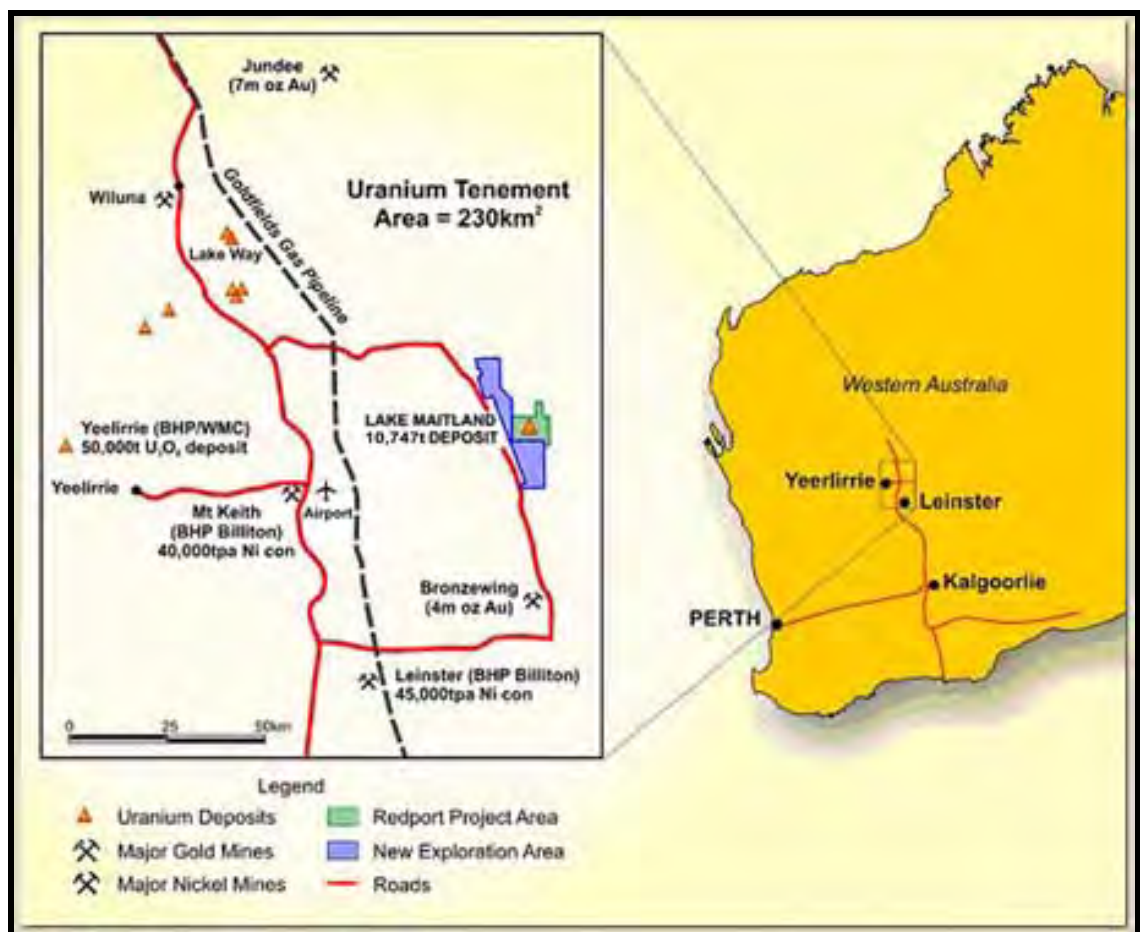 Jundee
(7m oz Au)
Goldfields Gas Pipeline
Uranium Tenement
Area = 230km²
Wiluna
Lake Way
LAKE MAITLAND
10,747t DEPOSIT
Yeelirrie (BHP/WMC)
50,000t U₃O₈ deposit
Yeelirrie
Mt Keith
(BHP Billiton)
40,000tpa Ni con
Airport
Bronzewing
(4m oz Au)
Leinster (BHP Billiton)
45,000tpa Ni con
0 25 50km
Western Australia
Yeerlirrie
Leinster
Kalgoorlie
PERTH
Legend
Uranium Deposits
Redport Project Area
Major Gold Mines
New Exploration Area
Major Nickel Mines
Roads